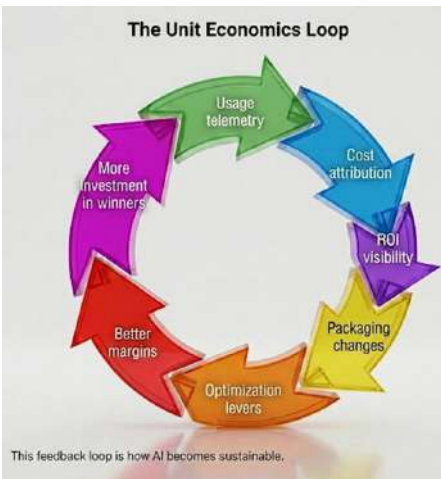 The Unit Economics Loop
Usage
telemetry
Cost
attribution
ROI
visibility
Packaging
changes
Optimization
levers
Better
margins
More
investment
in winners
This feedback loop is how AI becomes sustainable.